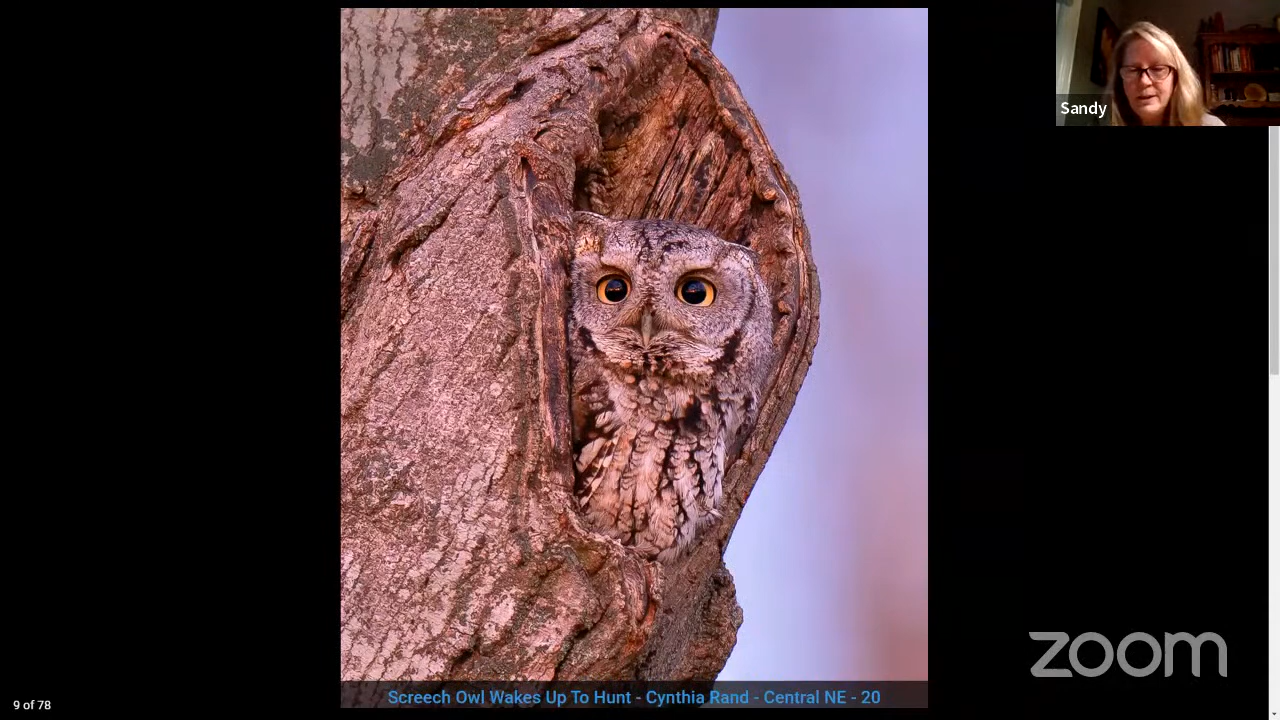 Sandy
zoom
Screech Owl Wakes Up To Hunt - Cynthia Rand - Central NE - 20
9 of 78